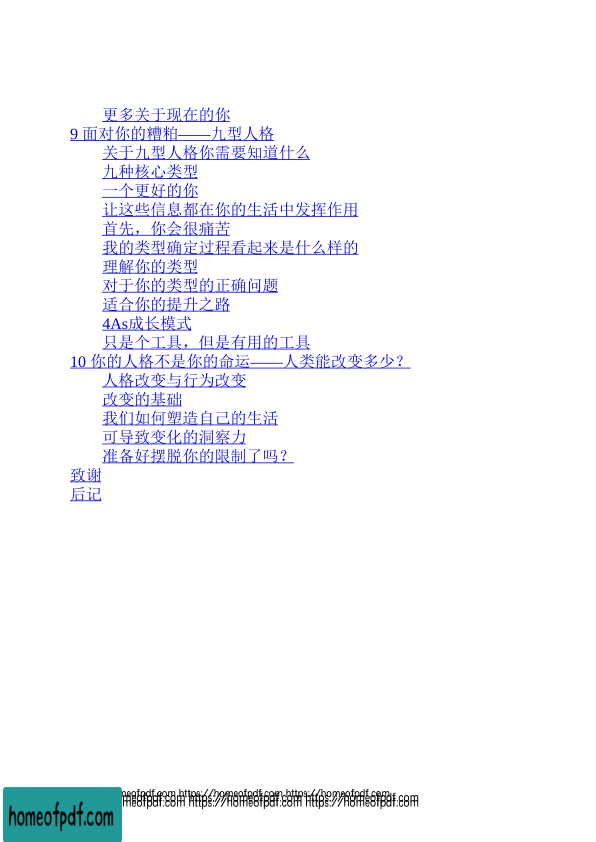 更多关于现在的你
9 面对你的糟粕——九型人格
关于九型人格你需要知道什么
九种核心类型
一个更好的你
让这些信息都在你的生活中发挥作用
首先，你会很痛苦
我的类型确定过程看起来是什么样的
理解你的类型
对于你的类型的正确问题
适合你的提升之路
4As成长模式
只是个工具，但是有用的工具
10 你的人格不是你的命运——人类能改变多少？
人格改变与行为改变
改变的基础
我们如何塑造自己的生活
可导致变化的洞察力
准备好摆脱你的限制了吗？
致谢
后记
meofpdf.com https://homeofpdf.com https://homeofpdf.com
meofpdf.com https://homeofpdf.com https://homeofpdf.com
homeofpdf.com